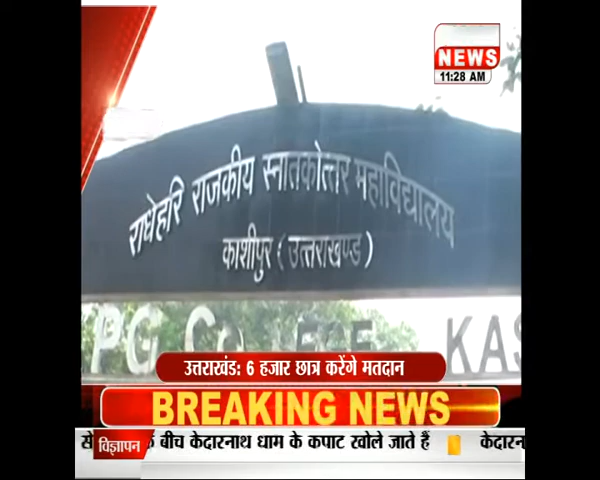 NEWS
11:28 AM
राधेहरि राजकीय स्नातकोत्तर महाविद्यालय
काशीपुर (उत्तराखण्ड)
PG COLLEGE KAS
उत्तराखंड: 6 हजार छात्र करेंगे मतदान
BREAKING NEWS
विज्ञापन के बीच केदारनाथ धाम के कपाट खोले जाते हैं